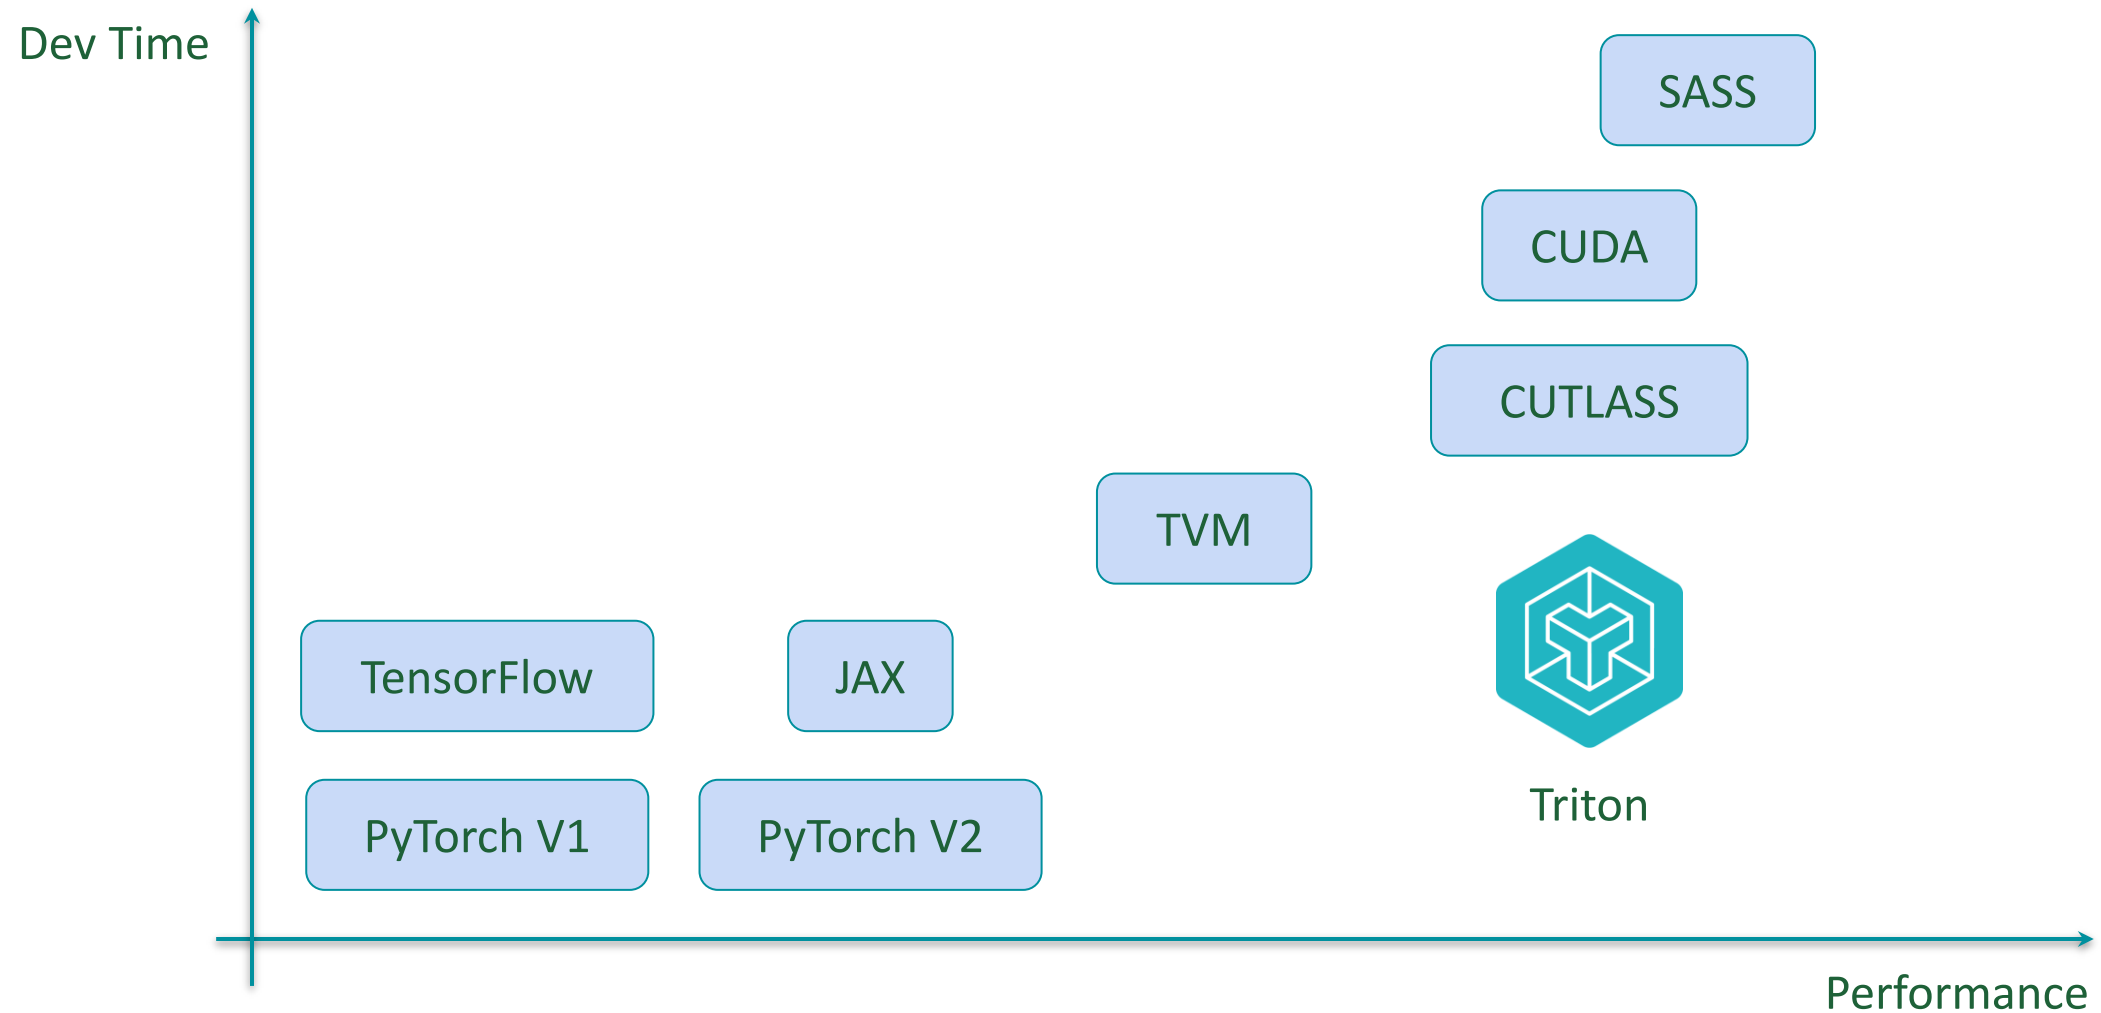 Dev Time
SASS
CUDA
CUTLASS
TVM
TensorFlow
JAX
Triton
PyTorch V1
PyTorch V2
Performance